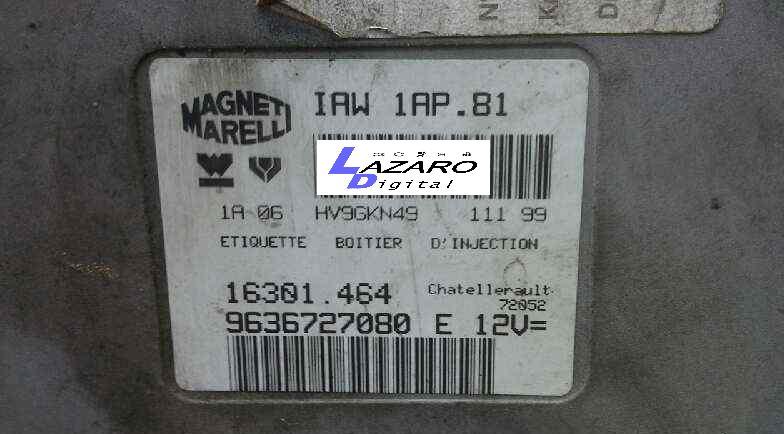 N K D
MAGNETI
MARELLI
IAW 1AP.81
LAZARO
Digital
1A 06 HV9GKN49 111 99
ETIQUETTE BOITIER D'INJECTION
16301.464 Chatellerault
72052
9636727080 E 12V=